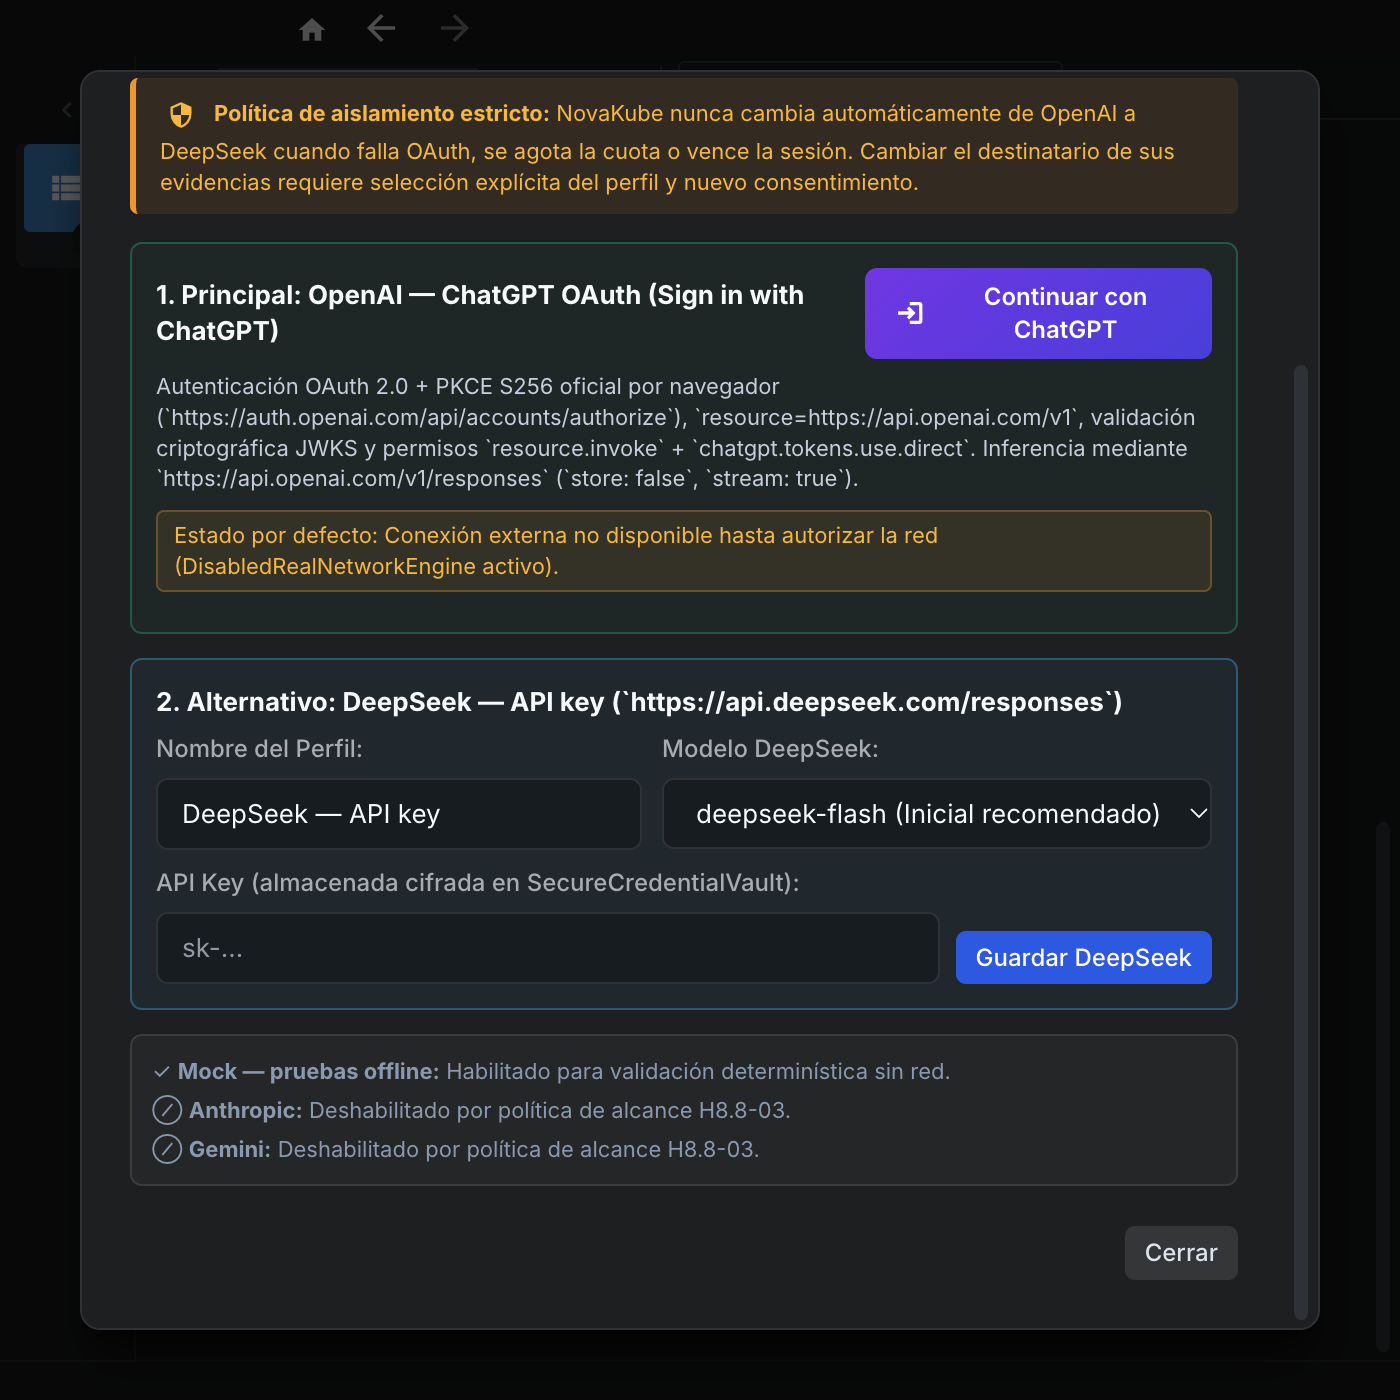 Política de aislamiento estricto: NovaKube nunca cambia automáticamente de OpenAI a
DeepSeek cuando falla OAuth, se agota la cuota o vence la sesión. Cambiar el destinatario de sus
evidencias requiere selección explícita del perfil y nuevo consentimiento.
1. Principal: OpenAI — ChatGPT OAuth (Sign in with
ChatGPT)
Continuar con
ChatGPT
Autenticación OAuth 2.0 + PKCE S256 oficial por navegador
(`https://auth.openai.com/api/accounts/authorize`), `resource=https://api.openai.com/v1`, validación
criptográfica JWKS y permisos `resource.invoke` + `chatgpt.tokens.use.direct`. Inferencia mediante
`https://api.openai.com/v1/responses` (`store: false`, `stream: true`).
Estado por defecto: Conexión externa no disponible hasta autorizar la red
(DisabledRealNetworkEngine activo).
2. Alternativo: DeepSeek — API key (`https://api.deepseek.com/responses`)
Nombre del Perfil:
Modelo DeepSeek:
DeepSeek — API key
deepseek-flash (Inicial recomendado)
API Key (almacenada cifrada en SecureCredentialVault):
sk-...
Guardar DeepSeek
✓ Mock — pruebas offline: Habilitado para validación determinística sin red.
Anthropic: Deshabilitado por política de alcance H8.8-03.
Gemini: Deshabilitado por política de alcance H8.8-03.
Cerrar